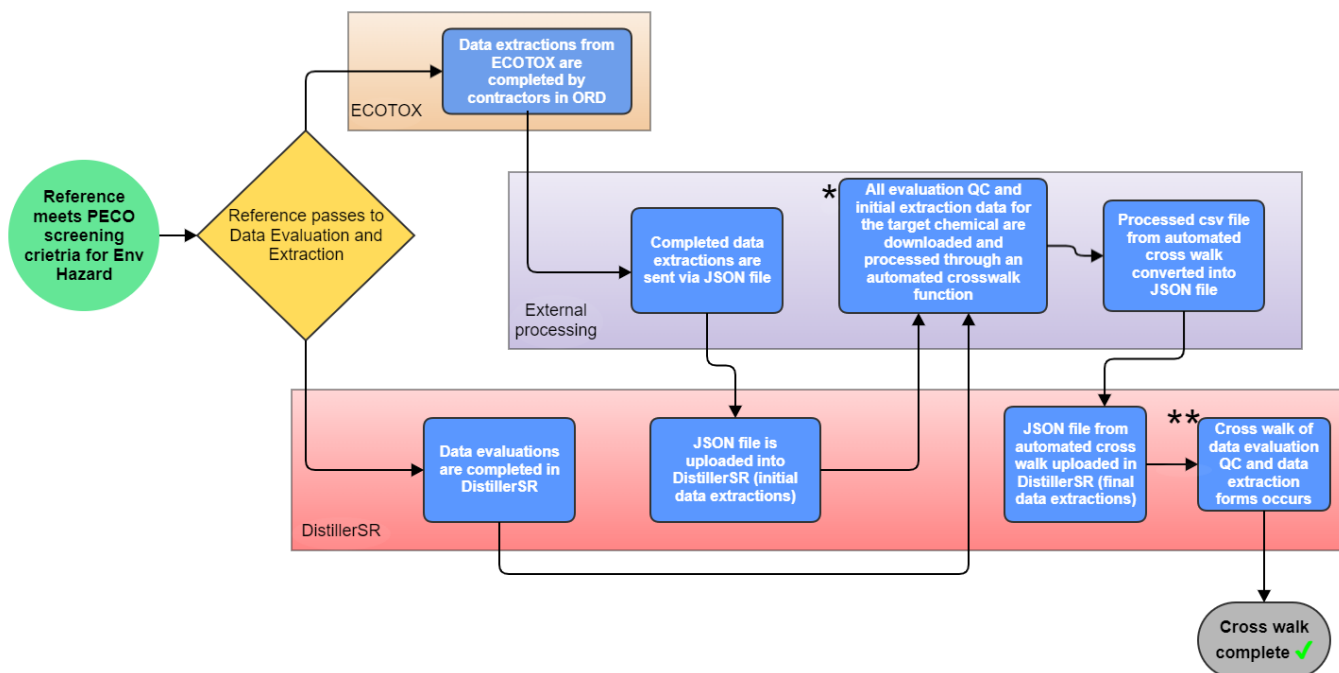 Data extractions from
ECOTOX are
completed by
contractors in ORD
ECOTOX
Reference
meets PECO
screening
crietria for Env
Hazard
Reference passes to
Data Evaluation and
Extraction
Completed data
extractions are
sent via JSON file
*
All evaluation QC and
initial extraction data for
the target chemical are
downloaded and
processed through an
automated crosswalk
function
Processed csv file
from automated
cross walk
converted into
JSON file
External
processing
Data evaluations
are completed in
DistillerSR
JSON file is
uploaded into
DistillerSR (initial
data extractions)
JSON file from
automated cross
walk uploaded in
DistillerSR (final
data extractions)
**
Cross walk of
data evaluation
QC and data
extraction
forms occurs
DistillerSR
Cross walk
complete ✓